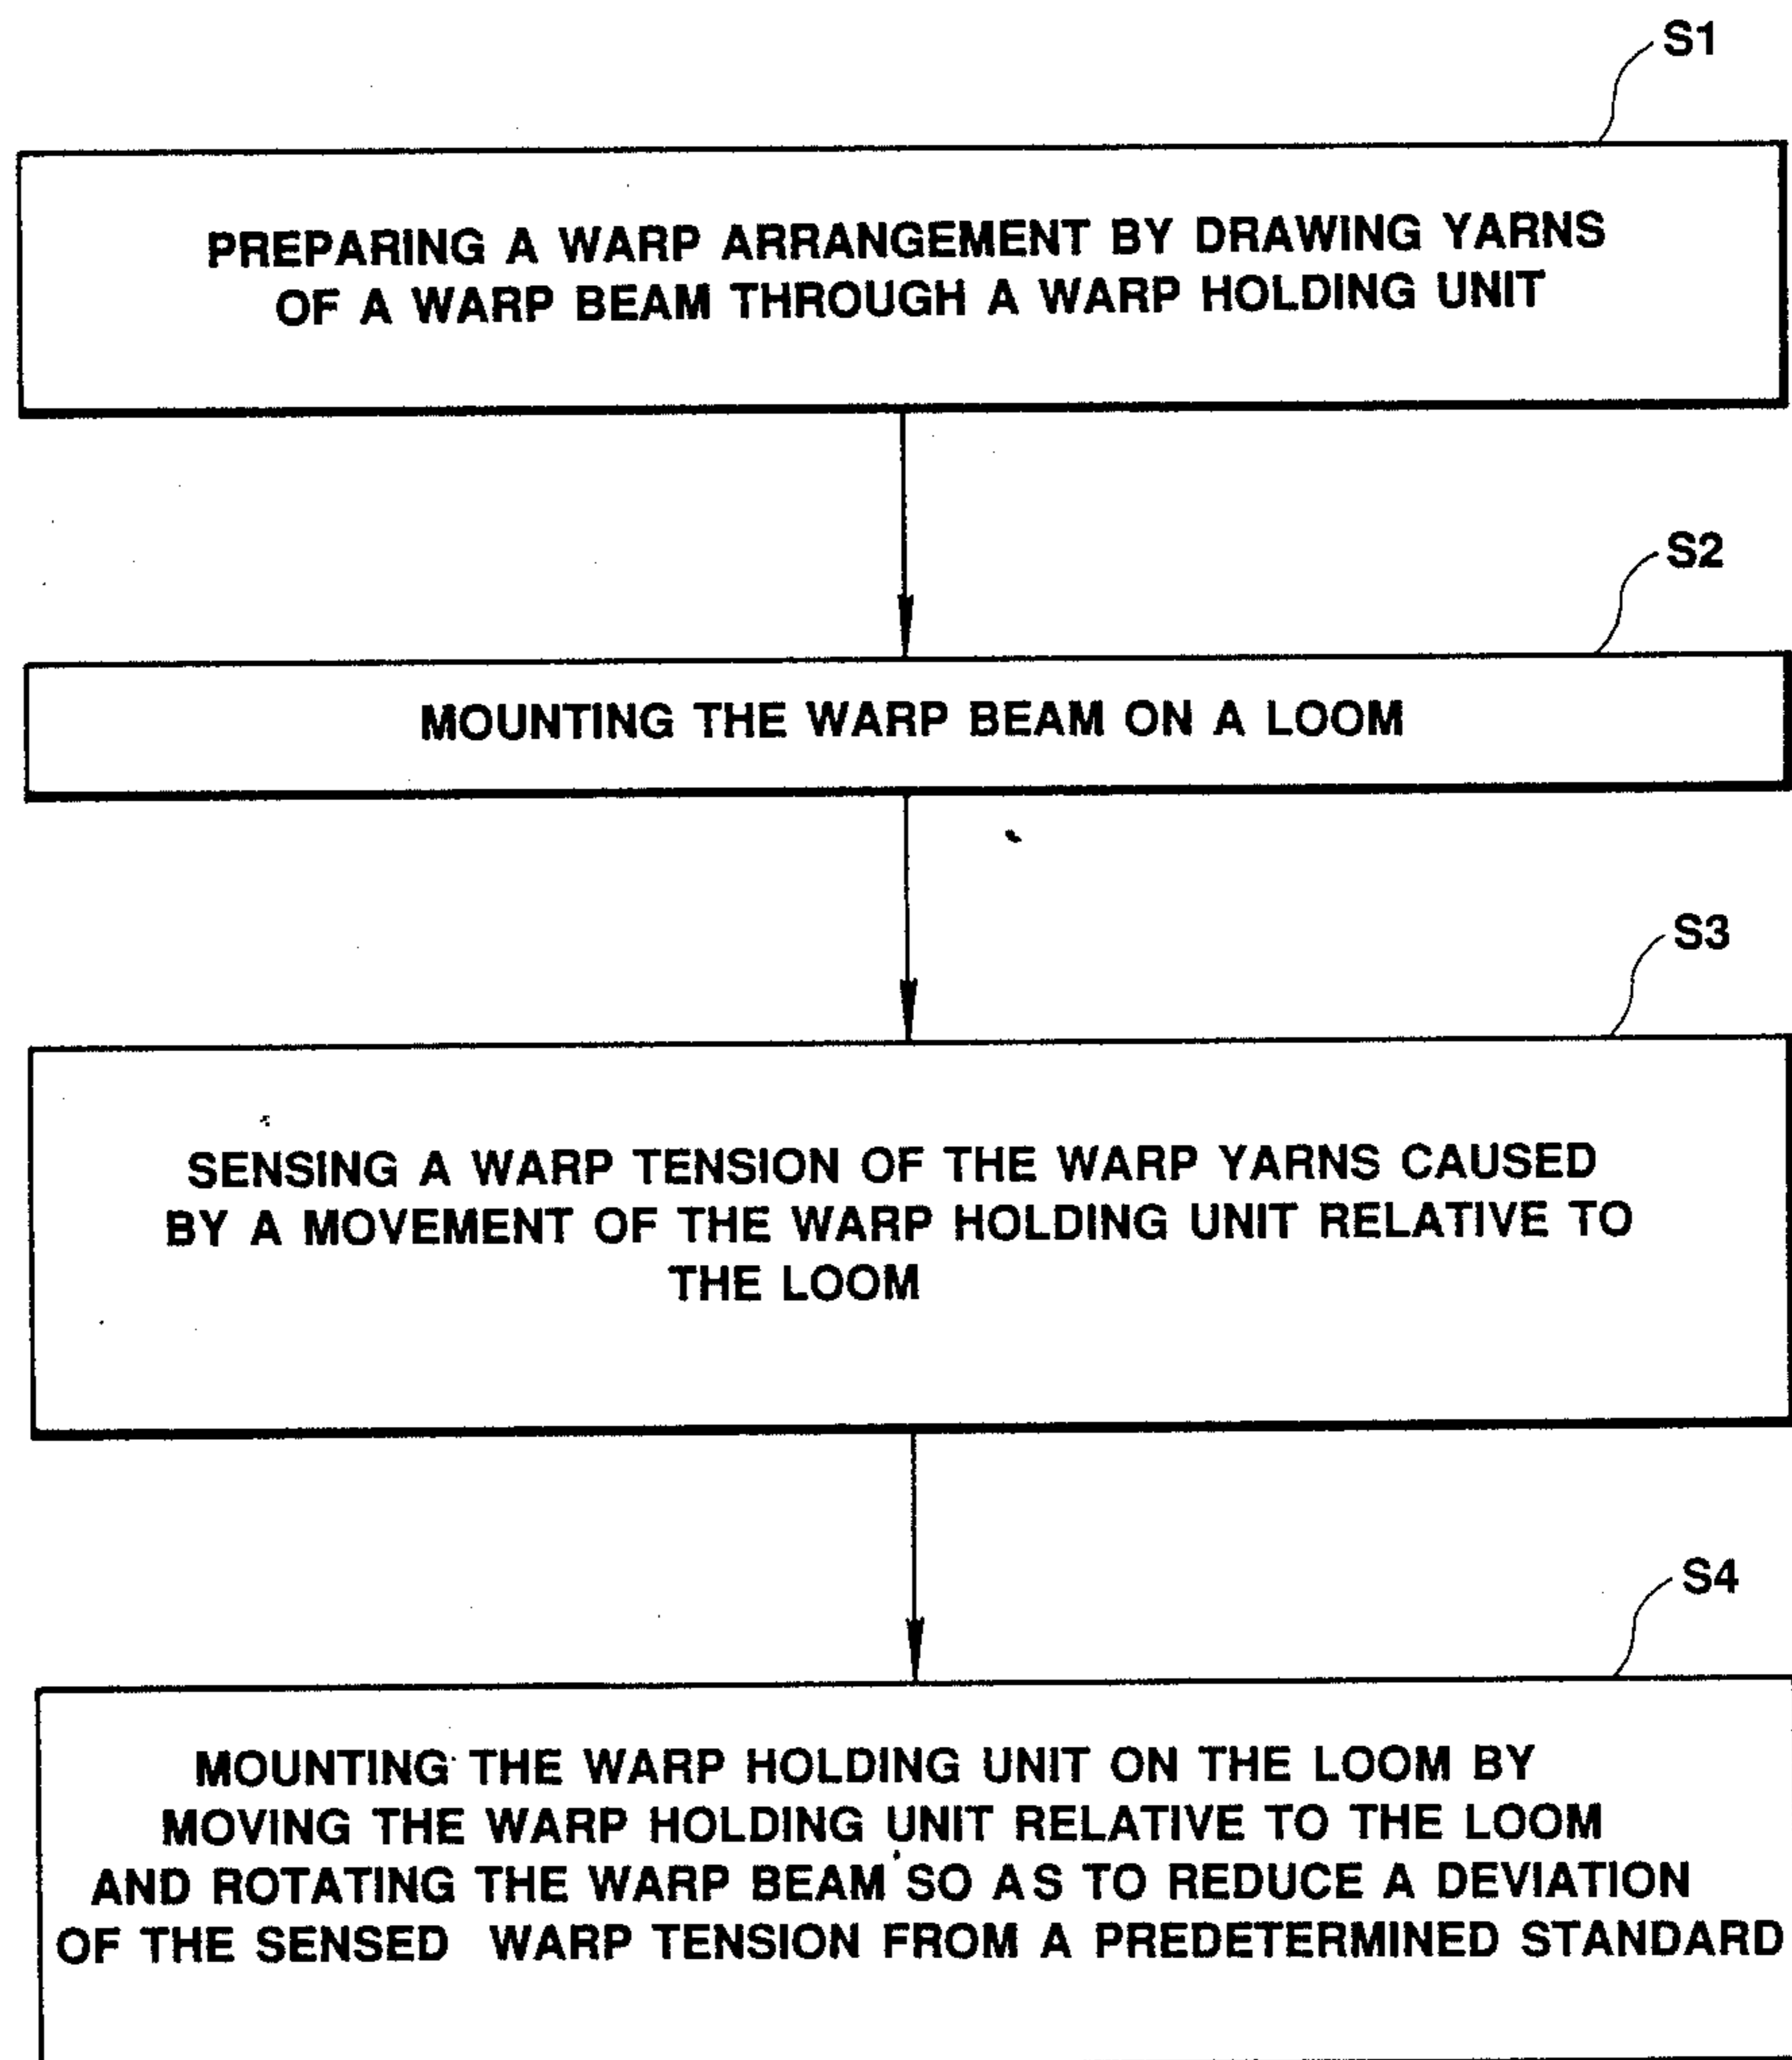 S1
PREPARING A WARP ARRANGEMENT BY DRAWING YARNS
OF A WARP BEAM THROUGH A WARP HOLDING UNIT
S2
MOUNTING THE WARP BEAM ON A LOOM
S3
SENSING A WARP TENSION OF THE WARP YARNS CAUSED
BY A MOVEMENT OF THE WARP HOLDING UNIT RELATIVE TO
THE LOOM
S4
MOUNTING THE WARP HOLDING UNIT ON THE LOOM BY
MOVING THE WARP HOLDING UNIT RELATIVE TO THE LOOM
AND ROTATING THE WARP BEAM SO AS TO REDUCE A DEVIATION
OF THE SENSED WARP TENSION FROM A PREDETERMINED STANDARD